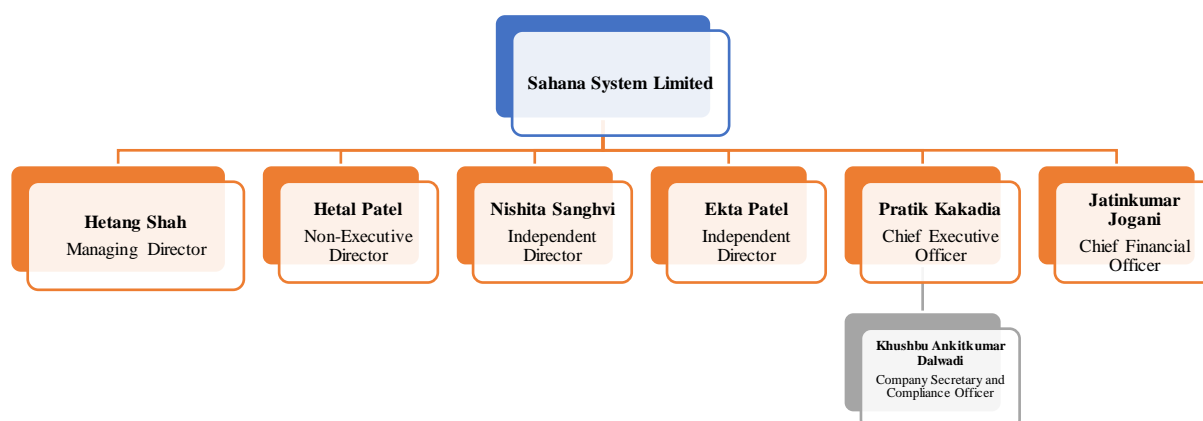 Sahana System Limited
Hetang Shah
Managing Director
Hetal Patel
Non-Executive
Director
Nishita Sanghvi
Independent
Director
Ekta Patel
Independent
Director
Pratik Kakadia
Chief Executive
Officer
Jatinkumar
Jogani
Chief Financial
Officer
Khushbu Ankitkumar
Dalwadi
Company Secretary and
Compliance Officer